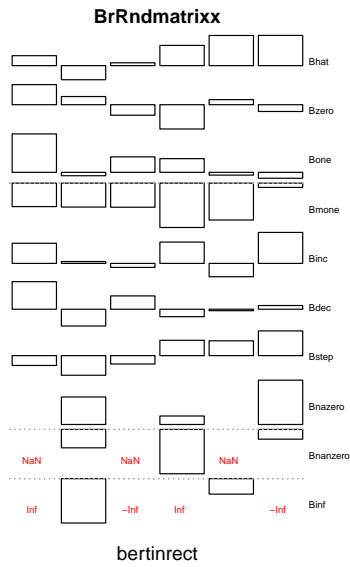 BrRndmatrixx
Bhat
Bzero
Bone
Bmone
Binc
Bdec
Bstep
Bnazero
NaN NaN NaN Bnanzero
Inf −Inf Inf −Inf Binf
bertinrect